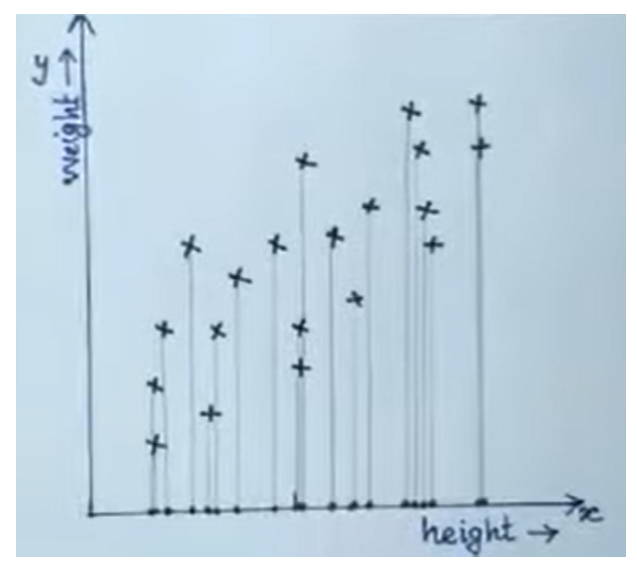 y →
weight
x
height →